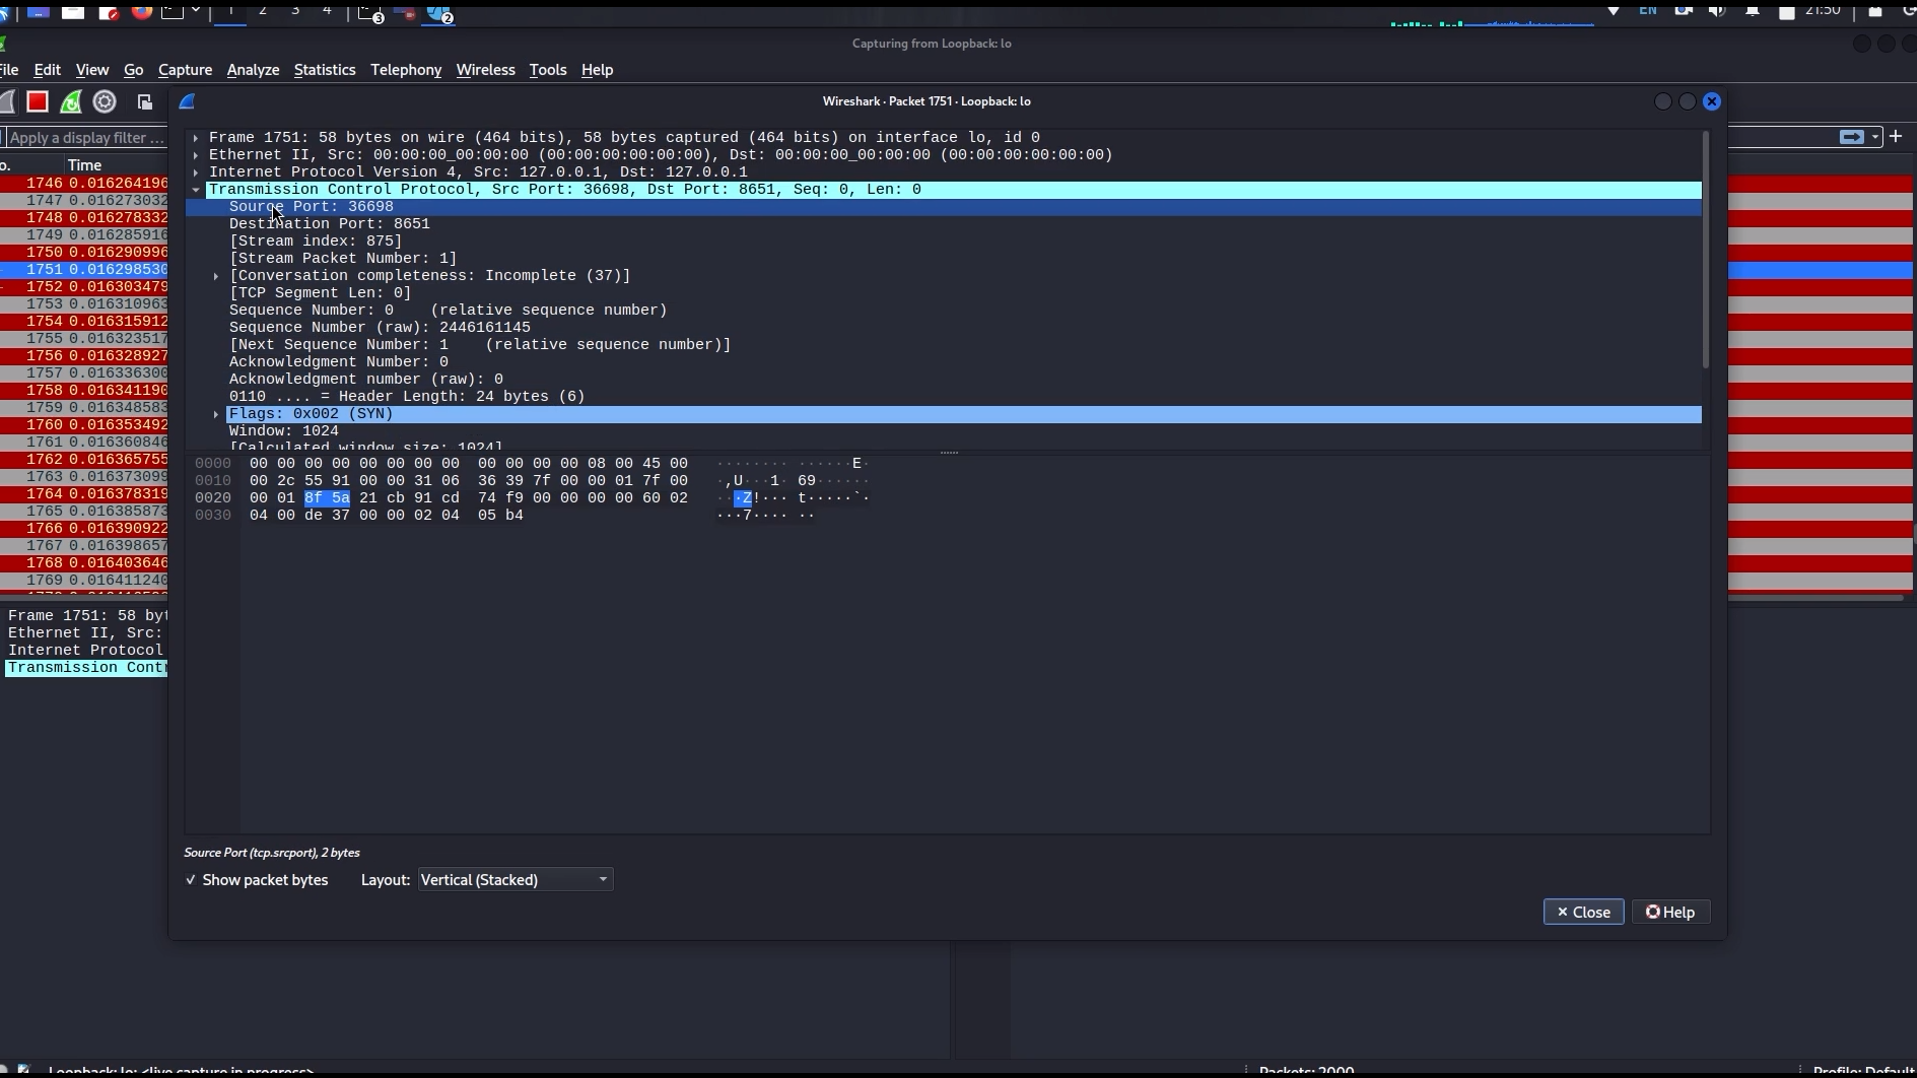 1 2 3 4 3 2 EN 21:50
Capturing from Loopback: lo
File Edit View Go Capture Analyze Statistics Telephony Wireless Tools Help
Wireshark · Packet 1751 · Loopback: lo
Apply a display filter ...
o. Time
1746 0.016264196
1747 0.016273032
1748 0.016278332
1749 0.016285916
1750 0.016290996
1751 0.016298530
1752 0.016303479
1753 0.016310963
1754 0.016315912
1755 0.016323517
1756 0.016328927
1757 0.016336300
1758 0.016341190
1759 0.016348583
1760 0.016353492
1761 0.016360846
1762 0.016365755
1763 0.016373099
1764 0.016378319
1765 0.016385873
1766 0.016390922
1767 0.016398657
1768 0.016403646
1769 0.016411240
Frame 1751: 58 byt
Ethernet II, Src:
Internet Protocol
Transmission Contr
Frame 1751: 58 bytes on wire (464 bits), 58 bytes captured (464 bits) on interface lo, id 0
Ethernet II, Src: 00:00:00_00:00:00 (00:00:00:00:00:00), Dst: 00:00:00_00:00:00 (00:00:00:00:00:00)
Internet Protocol Version 4, Src: 127.0.0.1, Dst: 127.0.0.1
Transmission Control Protocol, Src Port: 36698, Dst Port: 8651, Seq: 0, Len: 0
Source Port: 36698
Destination Port: 8651
[Stream index: 875]
[Stream Packet Number: 1]
[Conversation completeness: Incomplete (37)]
[TCP Segment Len: 0]
Sequence Number: 0 (relative sequence number)
Sequence Number (raw): 2446161145
[Next Sequence Number: 1 (relative sequence number)]
Acknowledgment Number: 0
Acknowledgment number (raw): 0
0110 .... = Header Length: 24 bytes (6)
Flags: 0x002 (SYN)
Window: 1024
[Calculated window size: 1024]
0000 00 00 00 00 00 00 00 00 00 00 00 00 08 00 45 00 ········ ······E·
0010 00 2c 55 91 00 00 31 06 36 39 7f 00 00 01 7f 00 ·,U···1· 69······
0020 00 01 8f 5a 21 cb 91 cd 74 f9 00 00 00 00 60 02 ···Z!··· t·····`·
0030 04 00 de 37 00 00 02 04 05 b4 ···7···· ··
Source Port (tcp.srcport), 2 bytes
Show packet bytes Layout: Vertical (Stacked)
Close Help
Loopback: lo: <live capture in progress> Packets: 2000 Profile: Default